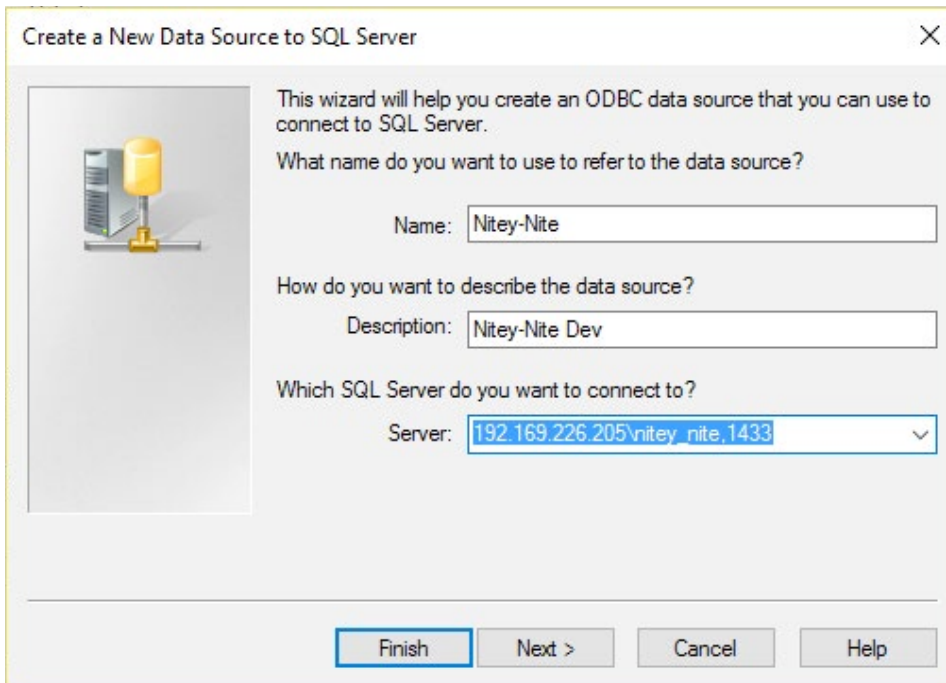 Create a New Data Source to SQL Server
This wizard will help you create an ODBC data source that you can use to
connect to SQL Server.
What name do you want to use to refer to the data source?
Name: Nitey-Nite
How do you want to describe the data source?
Description: Nitey-Nite Dev
Which SQL Server do you want to connect to?
Server: 192.169.226.205\nitey_nite,1433
Finish Next > Cancel Help